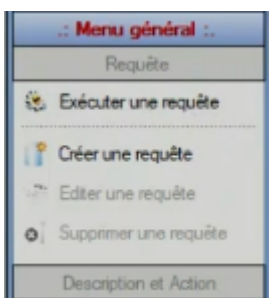 .: Menu général :.
Requête
Exécuter une requête
Créer une requête
Editer une requête
Supprimer une requête
Description et Action